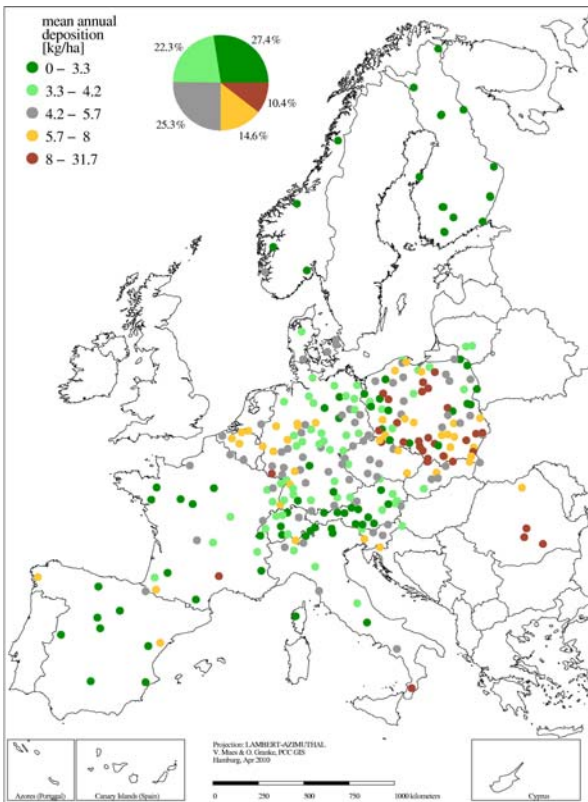 mean annual
deposition
[kg/ha]
0 – 3.3
3.3 – 4.2
4.2 – 5.7
5.7 – 8
8 – 31.7
22.3%
27.4%
10.4%
14.6%
25.3%
Projection: LAMBERT-AZIMUTHAL
V. Mues & O. Granke, PCC GIS
Hamburg, Apr 2010
0 250 500 750 1000 kilometers
Azores (Portugal)
Canary Islands (Spain)
Cyprus